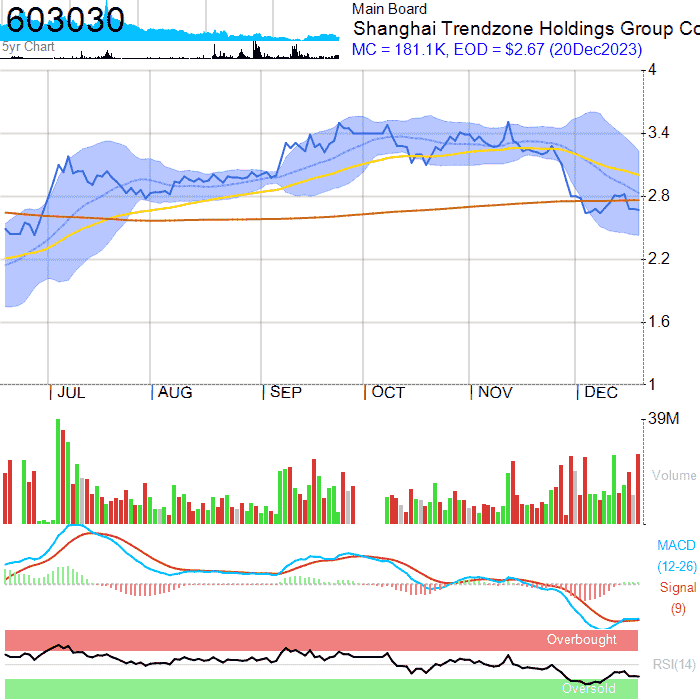 603030
5yr Chart
Main Board
Shanghai Trendzone Holdings Group Co
MC = 181.1K, EOD = $2.67 (20Dec2023)
4
3.4
2.8
2.2
1.6
1
JUL AUG SEP OCT NOV DEC
39M
Volume
MACD
(12-26)
Signal
(9)
Overbought
RSI(14)
Oversold